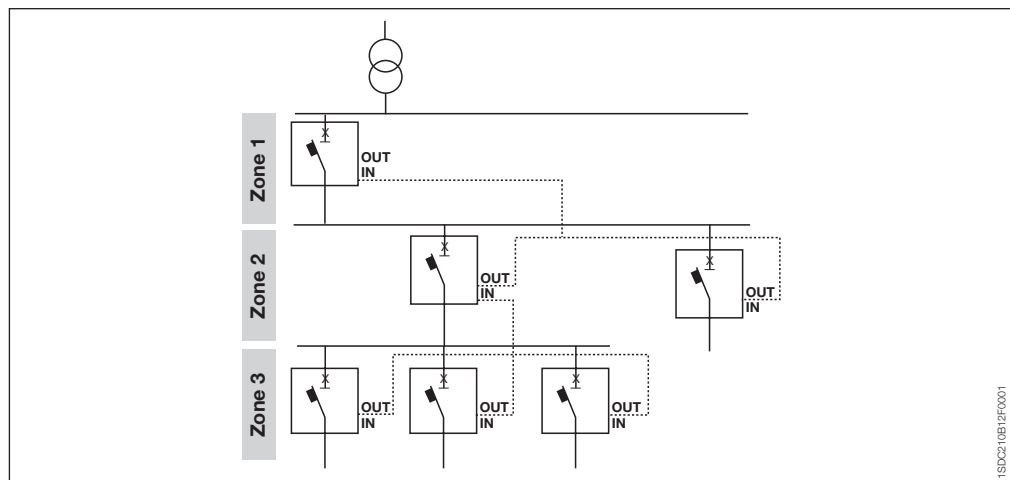 Zone 1
OUT
IN
Zone 2
OUT
IN
OUT
IN
Zone 3
OUT
IN
OUT
IN
OUT
IN
1SDC210B12F0001